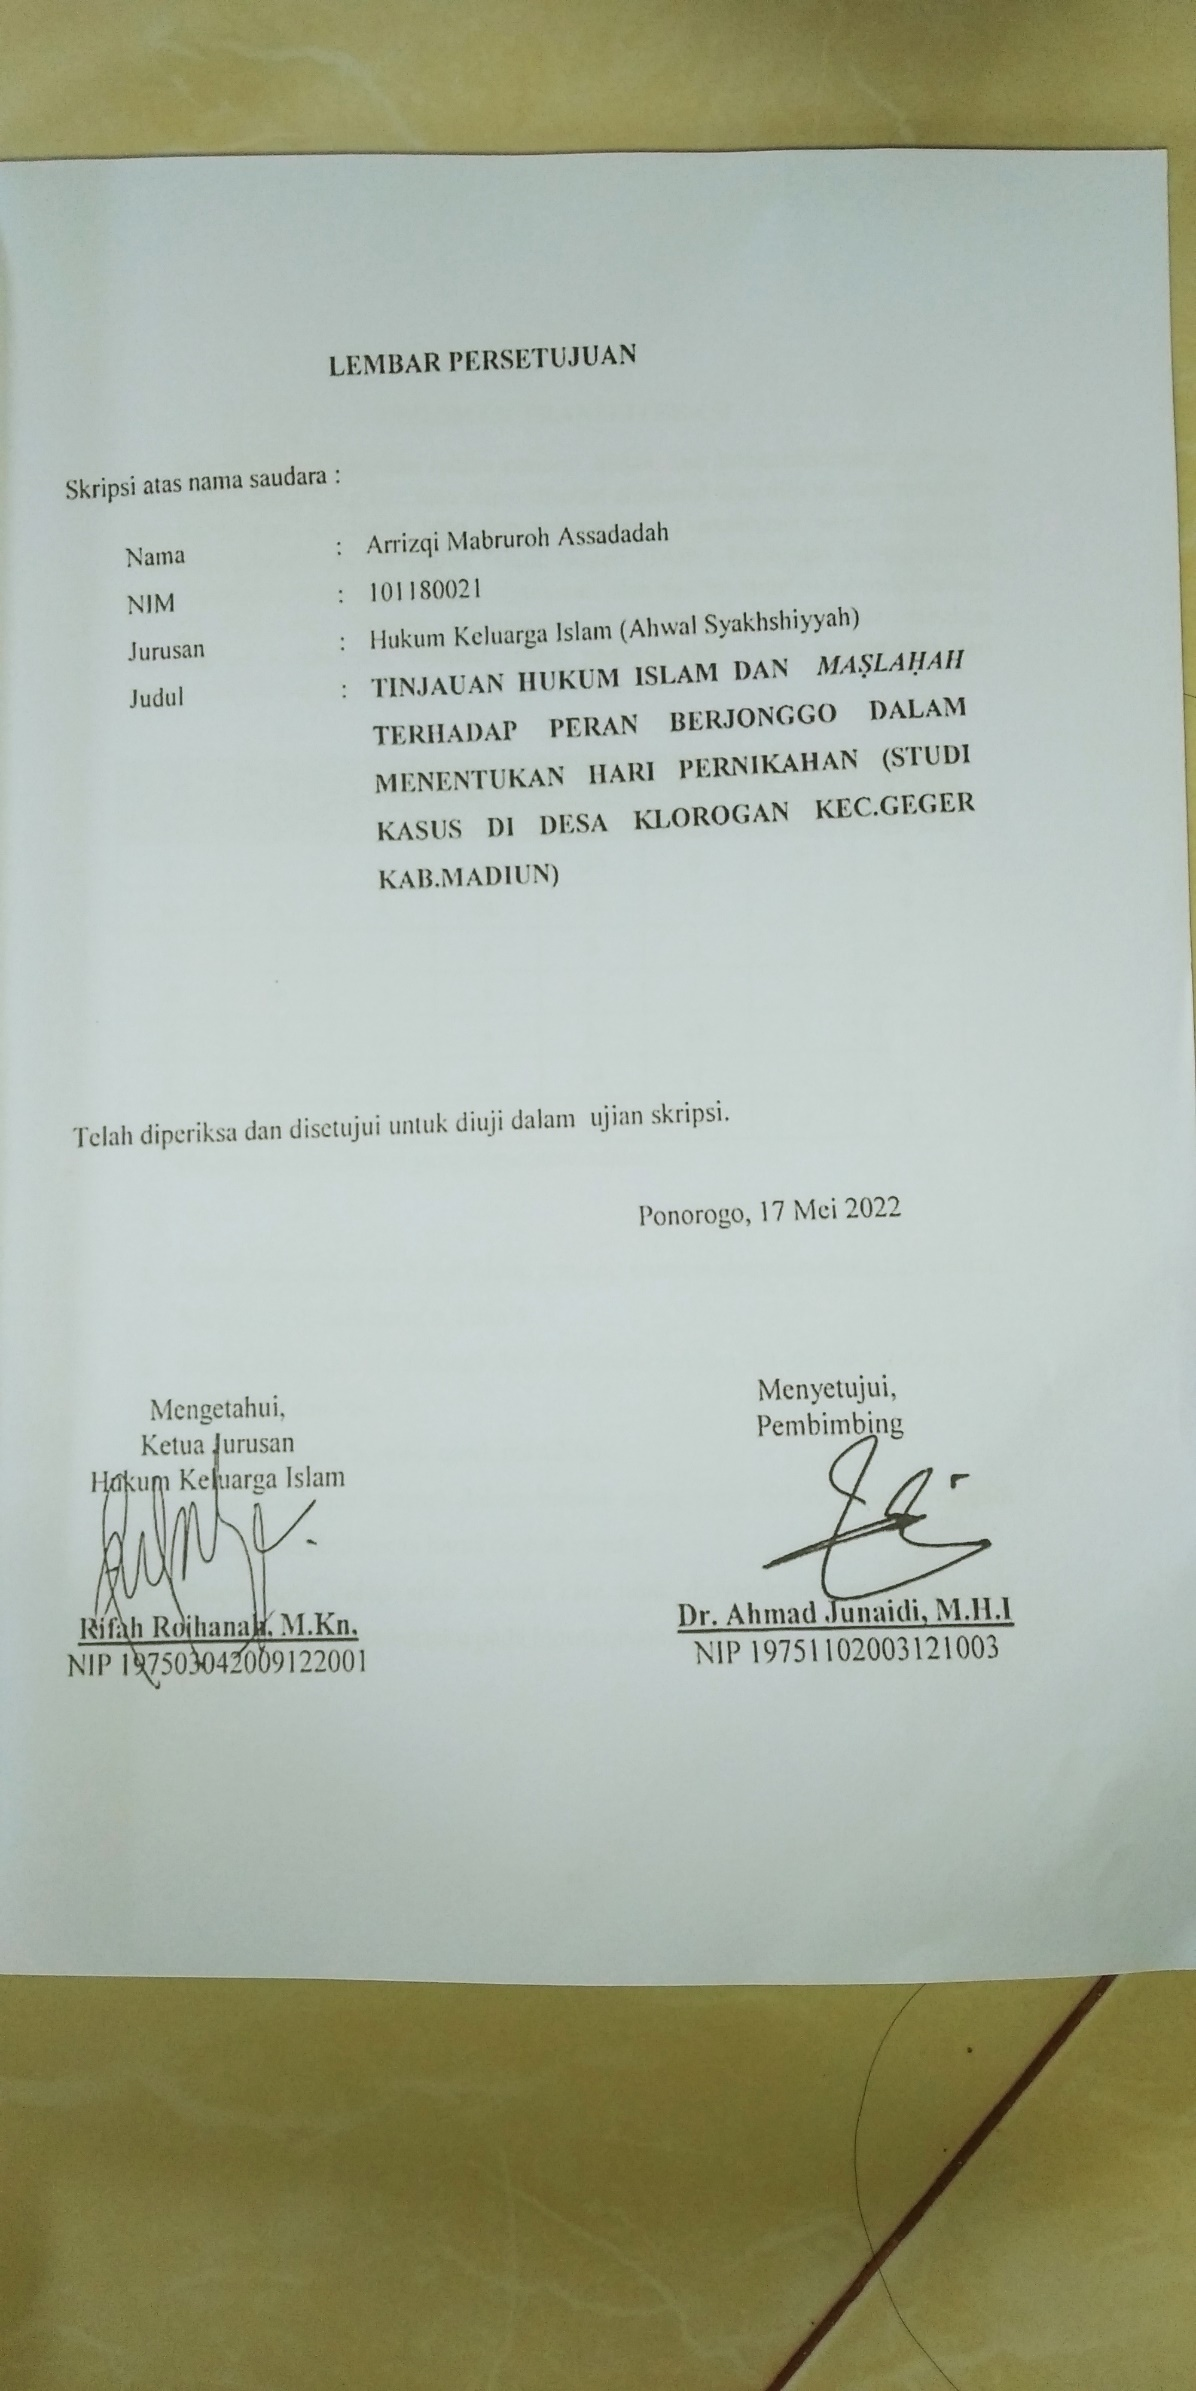 LEMBAR PERSETUJUAN
Skripsi atas nama saudara :
Nama : Arrizqi Mabruroh Assadadah
NIM : 101180021
Jurusan : Hukum Keluarga Islam (Ahwal Syakhshiyyah)
Judul : TINJAUAN HUKUM ISLAM DAN MAṢLAḤAH
TERHADAP PERAN BERJONGGO DALAM
MENENTUKAN HARI PERNIKAHAN (STUDI
KASUS DI DESA KLOROGAN KEC.GEGER
KAB.MADIUN)
Telah diperiksa dan disetujui untuk diuji dalam ujian skripsi.
Ponorogo, 17 Mei 2022
Mengetahui,
Ketua Jurusan
Hukum Keluarga Islam
Rifah Roihanah, M.Kn.
NIP 197503042009122001
Menyetujui,
Pembimbing
Dr. Ahmad Junaidi, M.H.I
NIP 19751102003121003